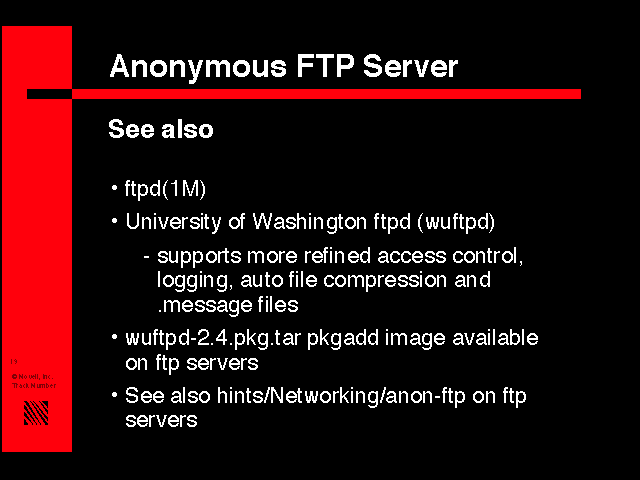 Anonymous FTP Server
See also
• ftpd(1M)
• University of Washington ftpd (wuftpd)
- supports more refined access control,
logging, auto file compression and
.message files
• wuftpd-2.4.pkg.tar pkgadd image available
on ftp servers
• See also hints/Networking/anon-ftp on ftp
servers
© Novell, Inc.
Track Number